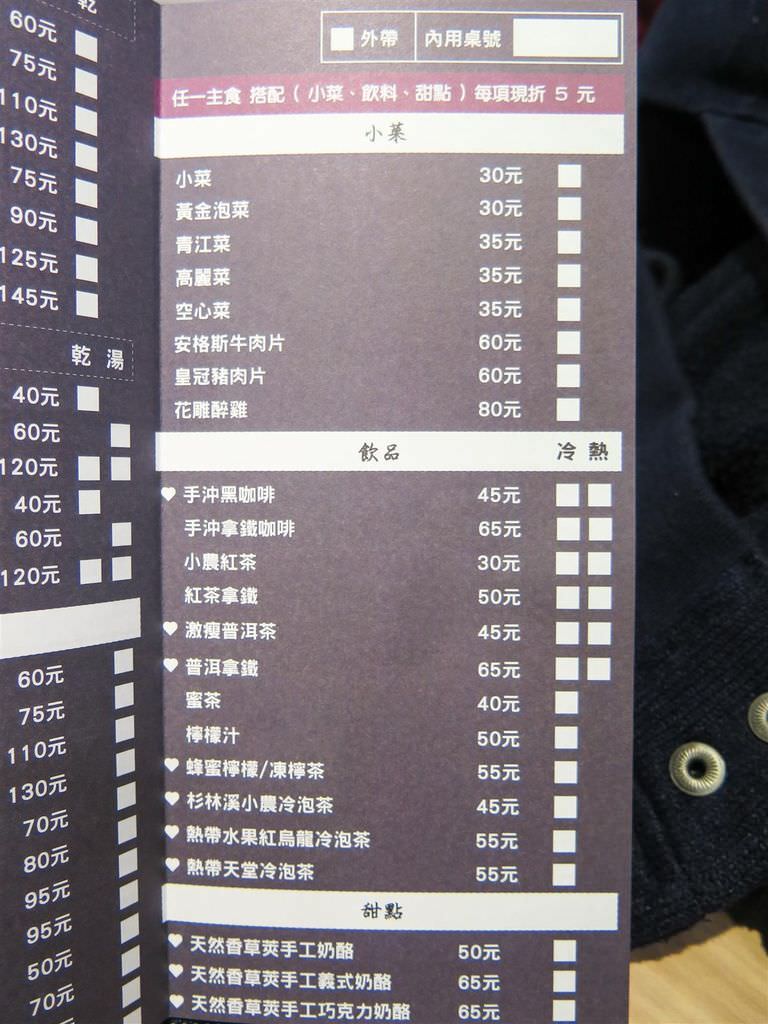 乾
60元
75元
110元
130元
75元
90元
125元
145元
乾 湯
40元
60元
120元
40元
60元
120元
60元
75元
110元
130元
70元
80元
95元
95元
50元
70元
外帶 內用桌號
任一主食 搭配 ( 小菜、飲料、甜點 ) 每項現折 5 元
小菜
小菜 30元
黃金泡菜 30元
青江菜 35元
高麗菜 35元
空心菜 35元
安格斯牛肉片 60元
皇冠豬肉片 60元
花雕醉雞 80元
飲品 冷 熱
♥ 手沖黑咖啡 45元
手沖拿鐵咖啡 65元
小農紅茶 30元
紅茶拿鐵 50元
♥ 激瘦普洱茶 45元
♥ 普洱拿鐵 65元
蜜茶 40元
檸檬汁 50元
♥ 蜂蜜檸檬/凍檸茶 55元
♥ 杉林溪小農冷泡茶 45元
♥ 熱帶水果紅烏龍冷泡茶 55元
♥ 熱帶天堂冷泡茶 55元
甜點
♥ 天然香草莢手工奶酪 50元
♥ 天然香草莢手工義式奶酪 65元
♥ 天然香草莢手工巧克力奶酪 65元